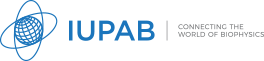 IUPAB
CONNECTING THE
WORLD OF BIOPHYSICS